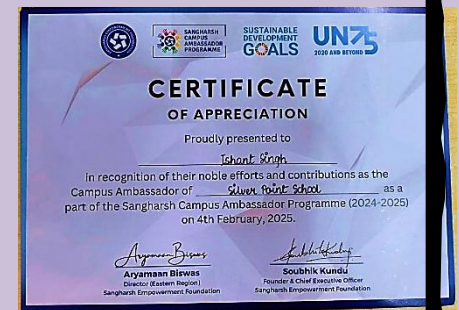 SANGHARSH
CAMPUS
AMBASSADOR
PROGRAMME
SUSTAINABLE
DEVELOPMENT
GOALS
UN75
2020 AND BEYOND
CERTIFICATE
OF APPRECIATION
Proudly presented to
Ishant Singh
in recognition of their noble efforts and contributions as the
Campus Ambassador of Silver Point School as a
part of the Sangharsh Campus Ambassador Programme (2024-2025)
on 4th February, 2025.
Aryamaan Biswas
Aryamaan Biswas
Director (Eastern Region)
Sangharsh Empowerment Foundation
Soubhik Kundu
Founder & Chief Executive Officer
Sangharsh Empowerment Foundation